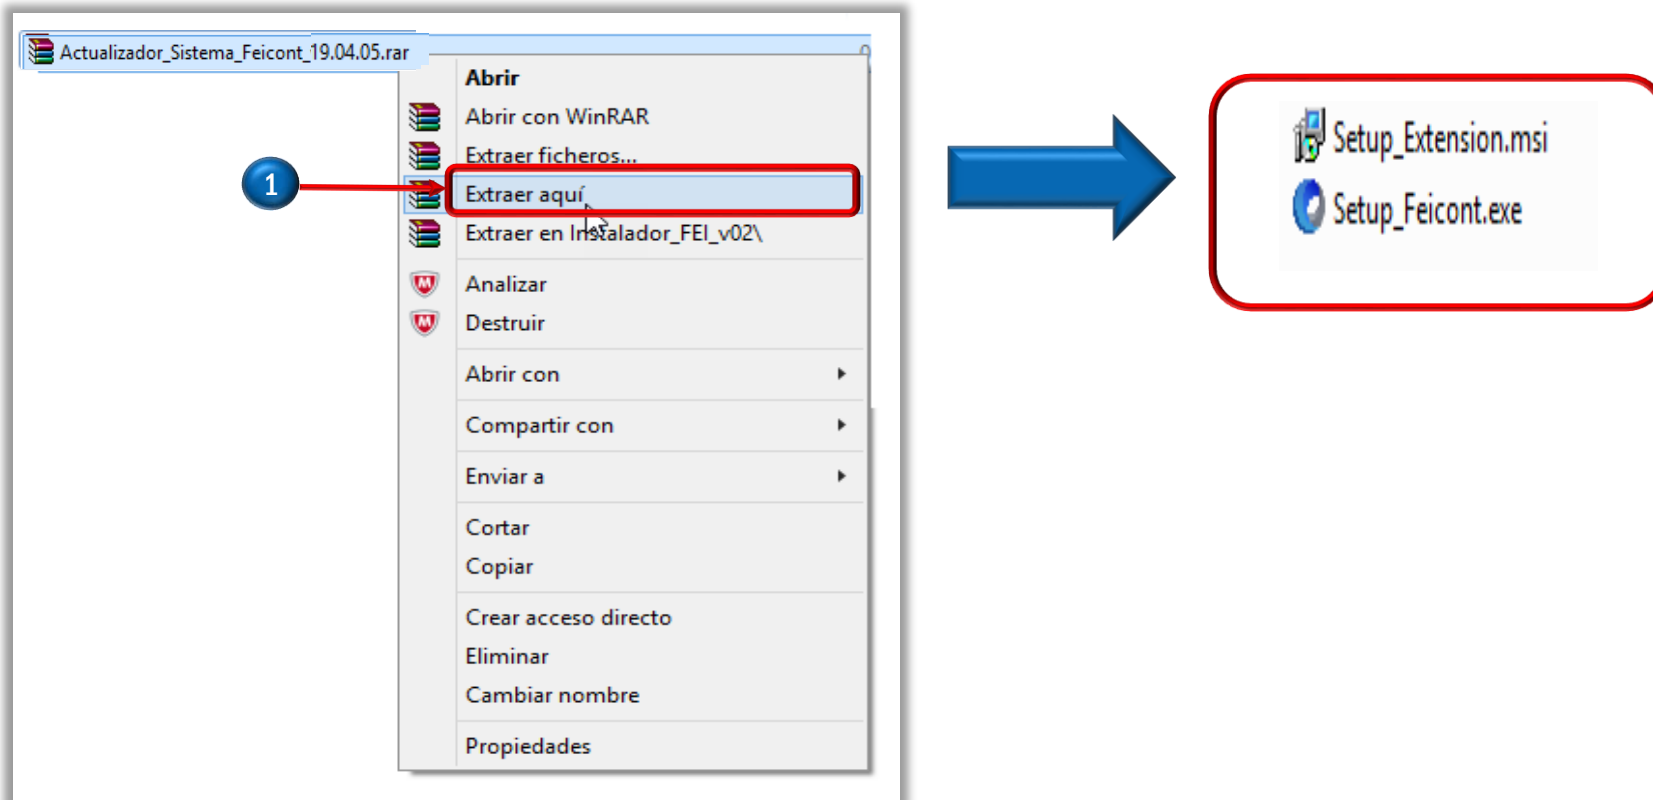 Actualizador_Sistema_Feicont_19.04.05.rar
Abrir
Abrir con WinRAR
Extraer ficheros...
1
Extraer aquí
Extraer en Instalador_FEI_v02\
Analizar
Destruir
Abrir con
Compartir con
Enviar a
Cortar
Copiar
Crear acceso directo
Eliminar
Cambiar nombre
Propiedades
Setup_Extension.msi
Setup_Feicont.exe